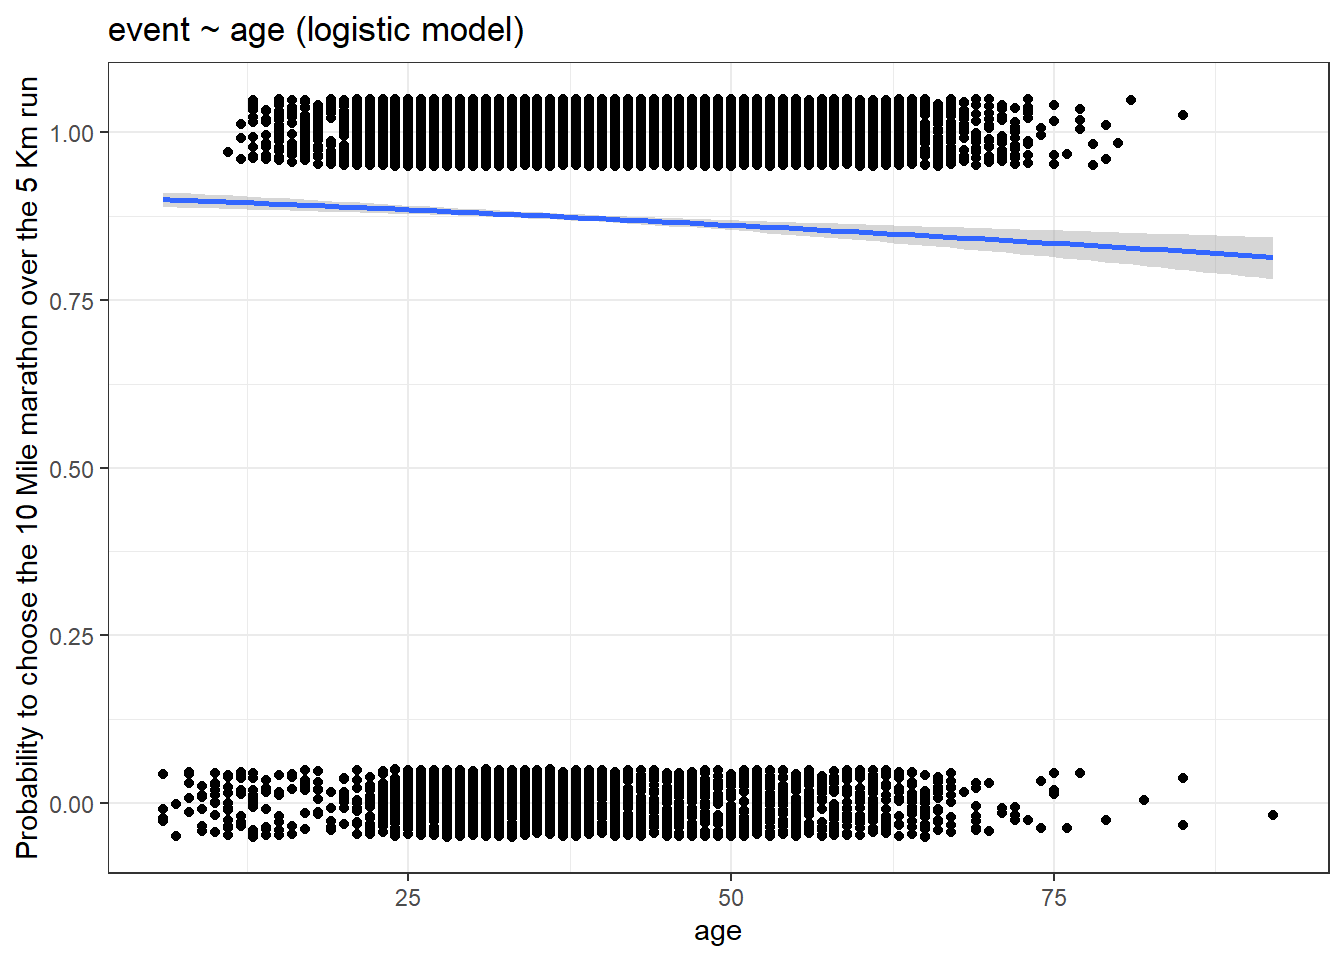 event ~ age (logistic model)
Probability to choose the 10 Mile marathon over the 5 Km run
1.00
0.75
0.50
0.25
0.00
25
50
75
age